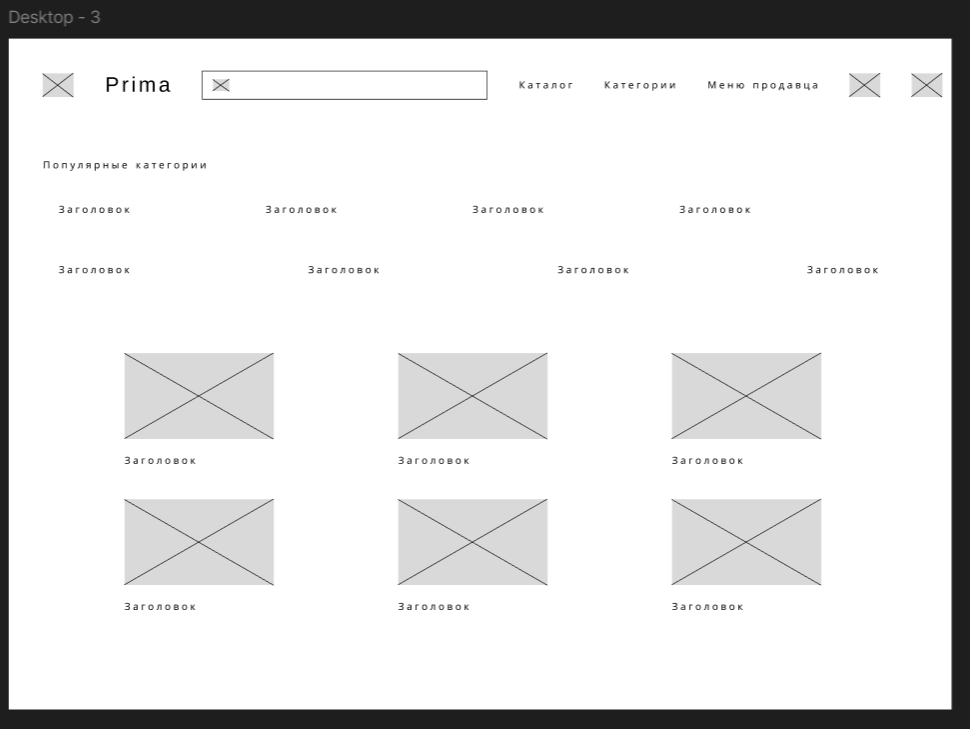 Desktop - 3
Prima Каталог Категории Меню продавца
Популярные категории
Заголовок Заголовок Заголовок Заголовок
Заголовок Заголовок Заголовок Заголовок
Заголовок Заголовок Заголовок
Заголовок Заголовок Заголовок